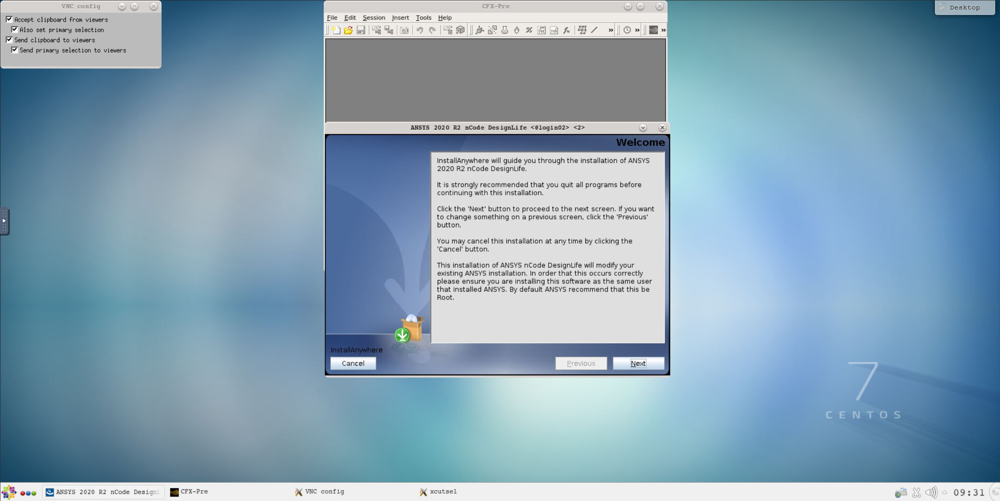 VNC config
Accept clipboard from viewers
Also set primary selection
Send clipboard to viewers
Send primary selection to viewers
CFX-Pre
File Edit Session Insert Tools Help
Desktop
ANSYS 2020 R2 nCode DesignLife <@login02> <2>
Welcome
InstallAnywhere will guide you through the installation of ANSYS
2020 R2 nCode DesignLife.
It is strongly recommended that you quit all programs before
continuing with this installation.
Click the 'Next' button to proceed to the next screen. If you want
to change something on a previous screen, click the 'Previous'
button.
You may cancel this installation at any time by clicking the
'Cancel' button.
This installation of ANSYS nCode DesignLife will modify your
existing ANSYS installation. In order that this occurs correctly
please ensure you are installing this software as the same user
that installed ANSYS. By default ANSYS recommend that this be
Root.
InstallAnywhere
Cancel Previous Next
7
CENTOS
ANSYS 2020 R2 nCode DesignL CFX-Pre VNC config xcutsel 09:31